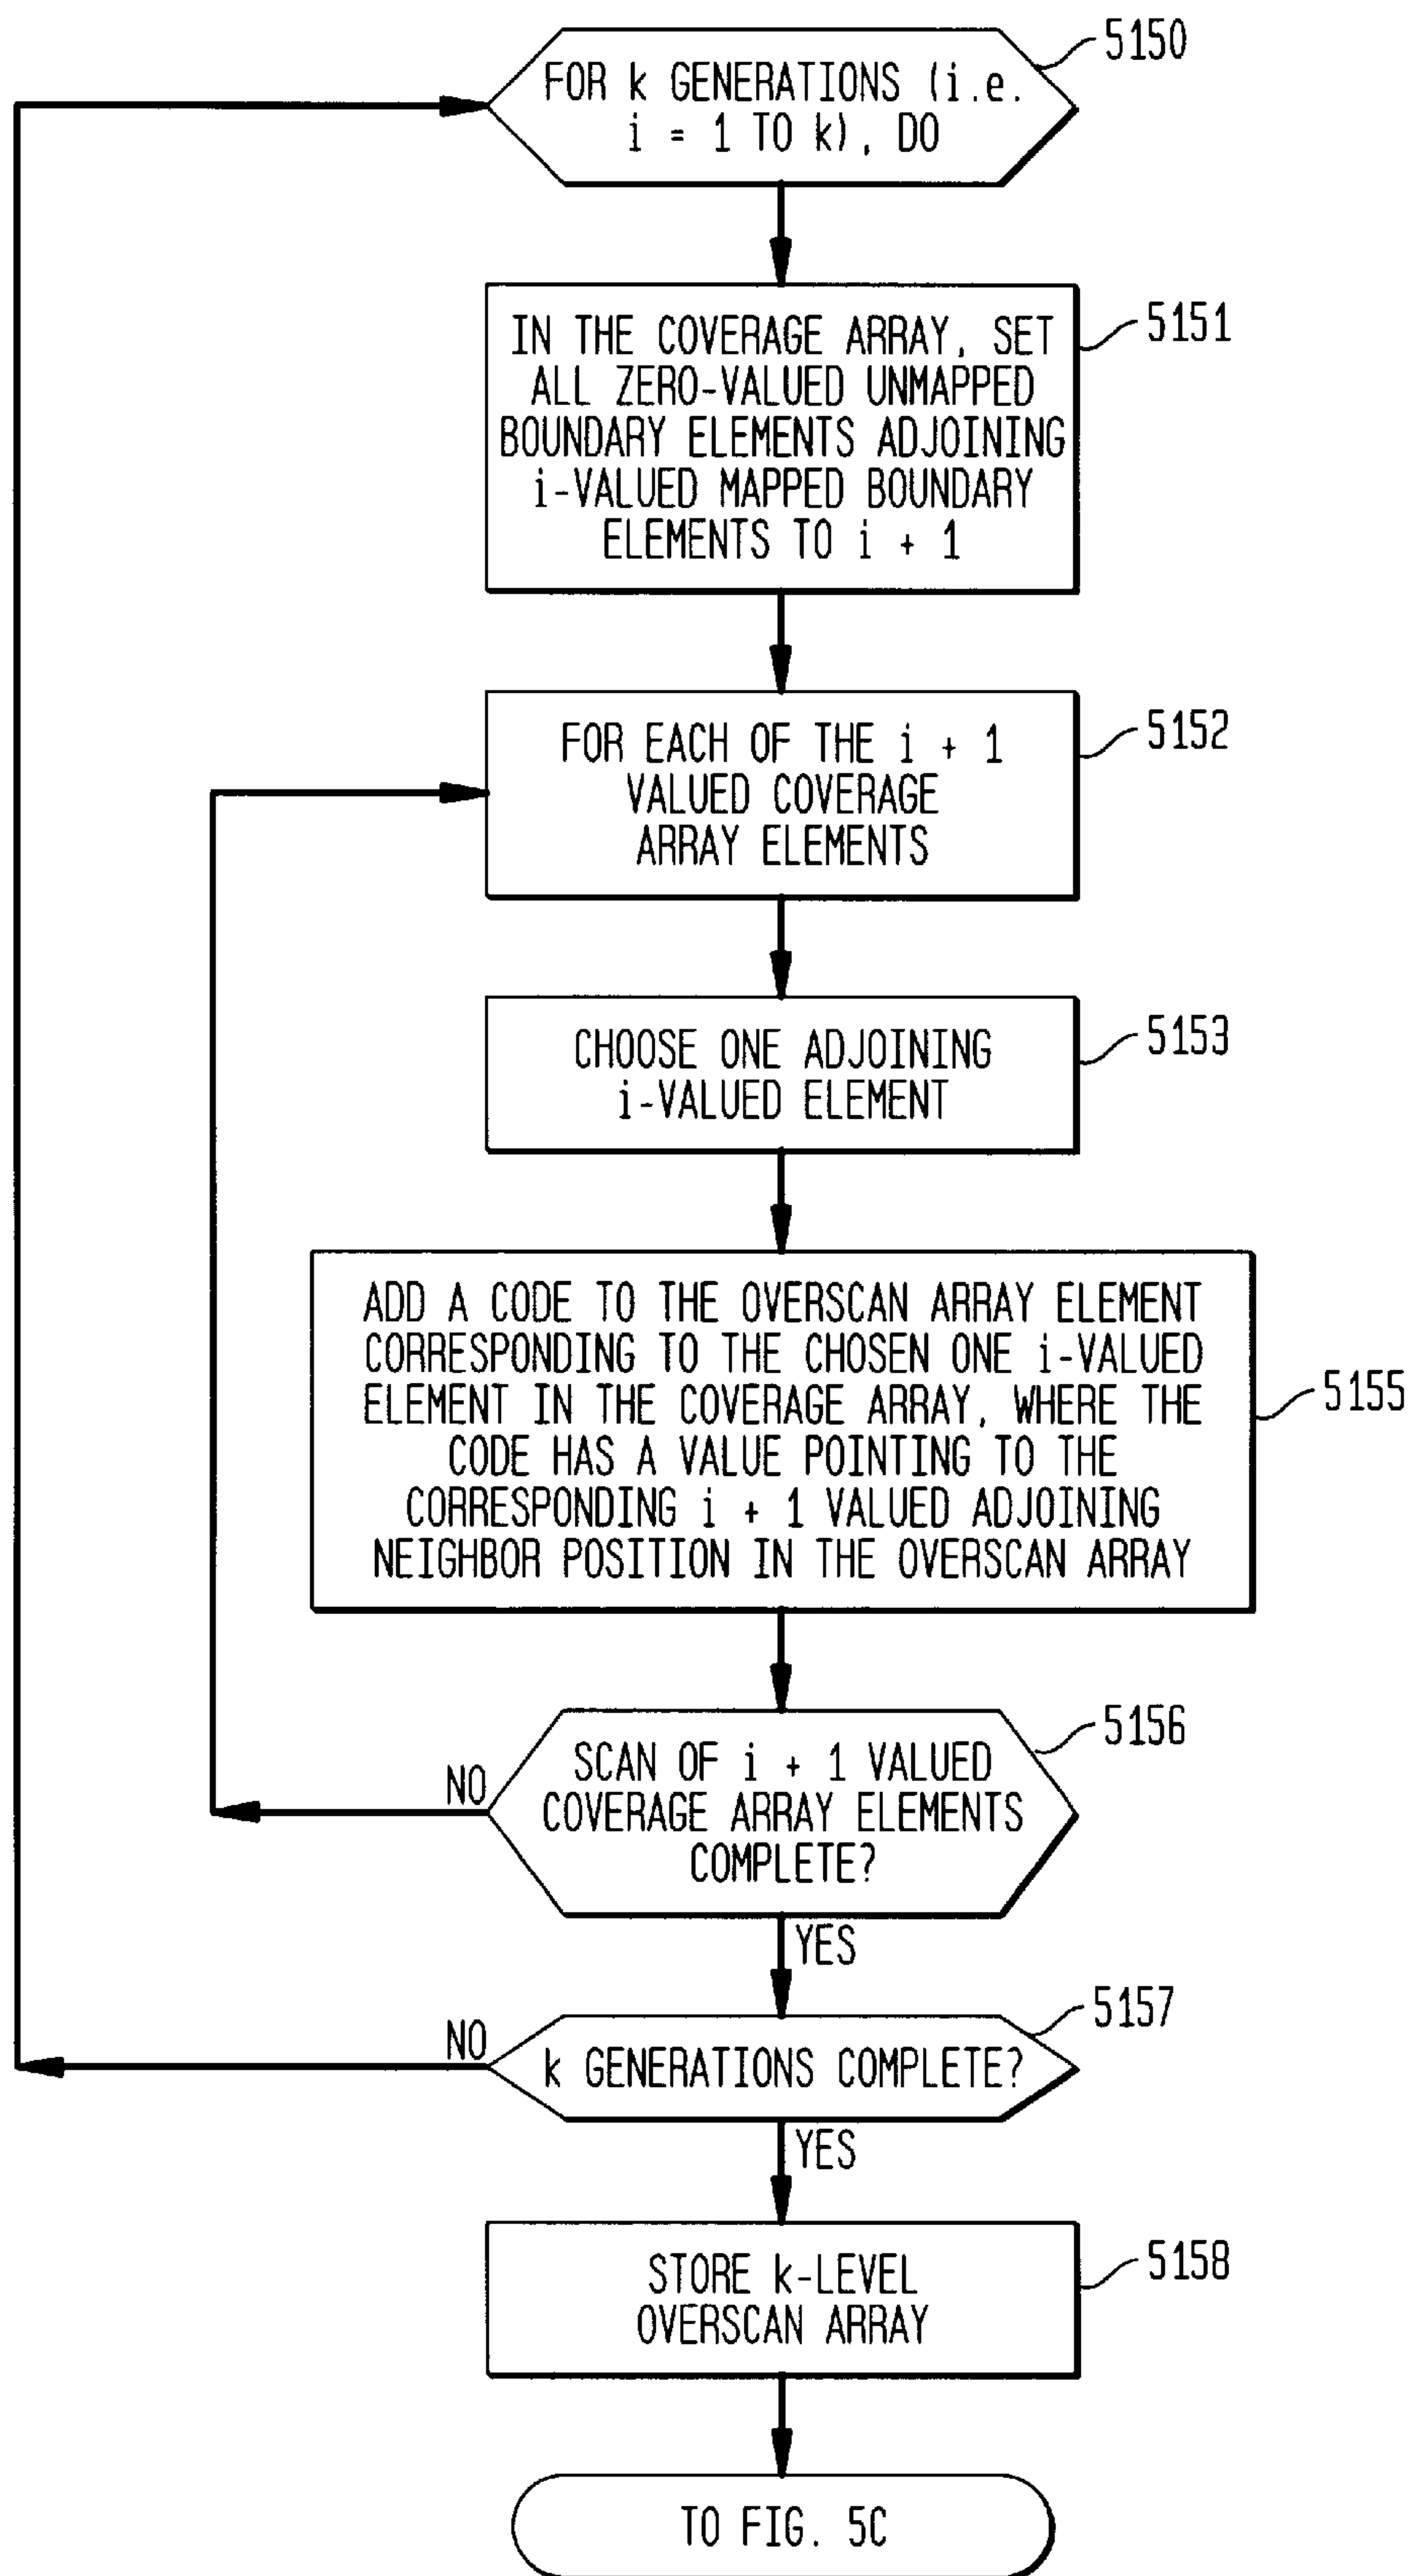 5150
FOR k GENERATIONS (i.e.
i = 1 TO k), DO
5151
IN THE COVERAGE ARRAY, SET
ALL ZERO-VALUED UNMAPPED
BOUNDARY ELEMENTS ADJOINING
i-VALUED MAPPED BOUNDARY
ELEMENTS TO i + 1
5152
FOR EACH OF THE i + 1
VALUED COVERAGE
ARRAY ELEMENTS
5153
CHOOSE ONE ADJOINING
i-VALUED ELEMENT
ADD A CODE TO THE OVERSCAN ARRAY ELEMENT
CORRESPONDING TO THE CHOSEN ONE i-VALUED
ELEMENT IN THE COVERAGE ARRAY, WHERE THE
CODE HAS A VALUE POINTING TO THE
CORRESPONDING i + 1 VALUED ADJOINING
NEIGHBOR POSITION IN THE OVERSCAN ARRAY
5155
5156
SCAN OF i + 1 VALUED
COVERAGE ARRAY ELEMENTS
COMPLETE?
NO
YES
5157
NO
k GENERATIONS COMPLETE?
YES
5158
STORE k-LEVEL
OVERSCAN ARRAY
TO FIG. 5C